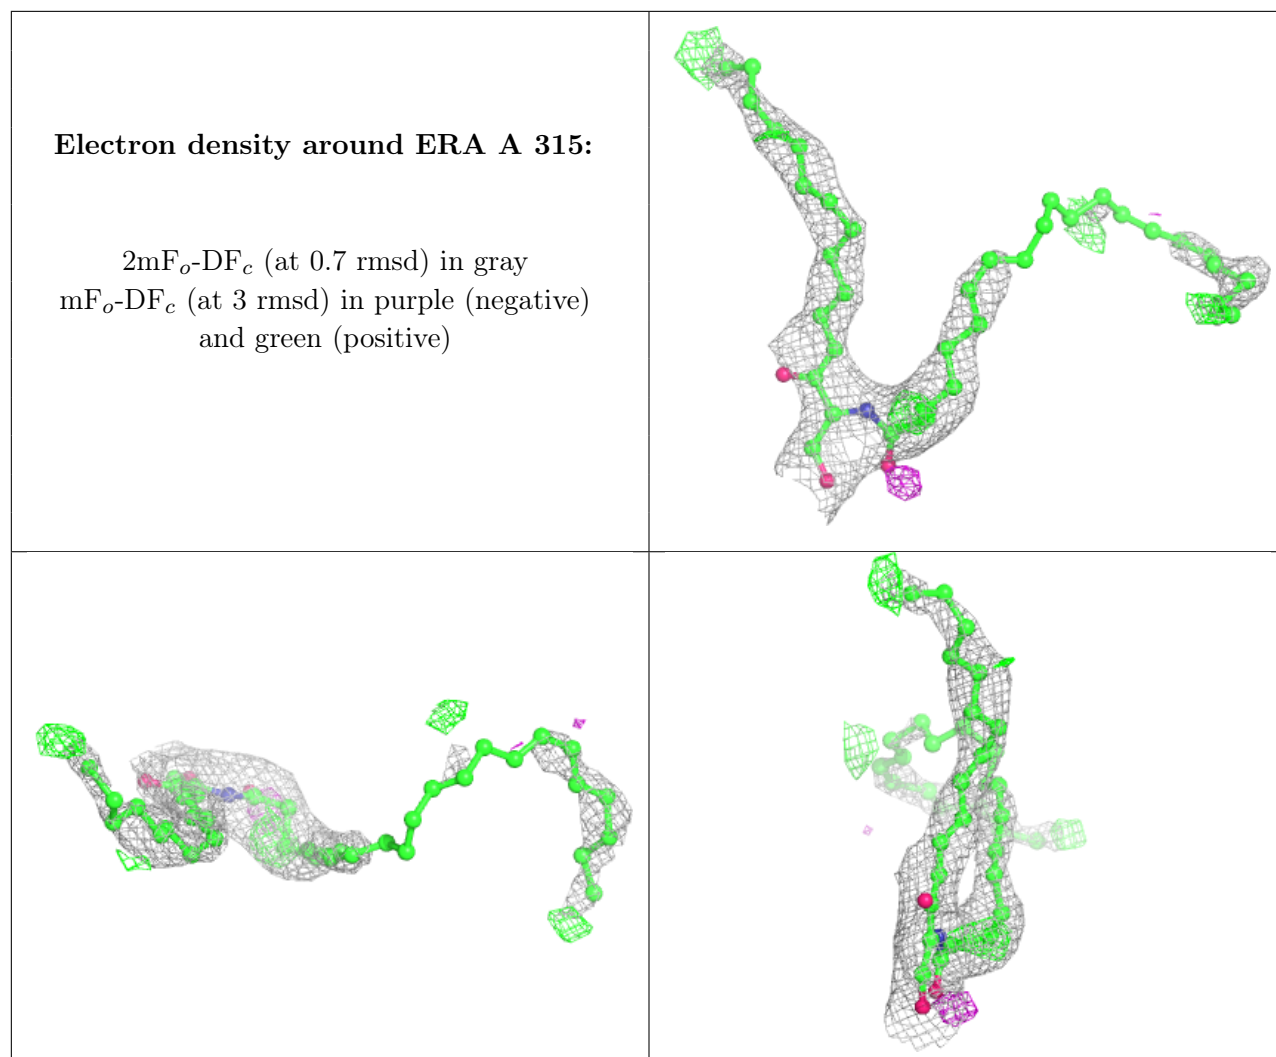 Electron density around ERA A 315:
2mFo-DFc (at 0.7 rmsd) in gray
mFo-DFc (at 3 rmsd) in purple (negative)
and green (positive)